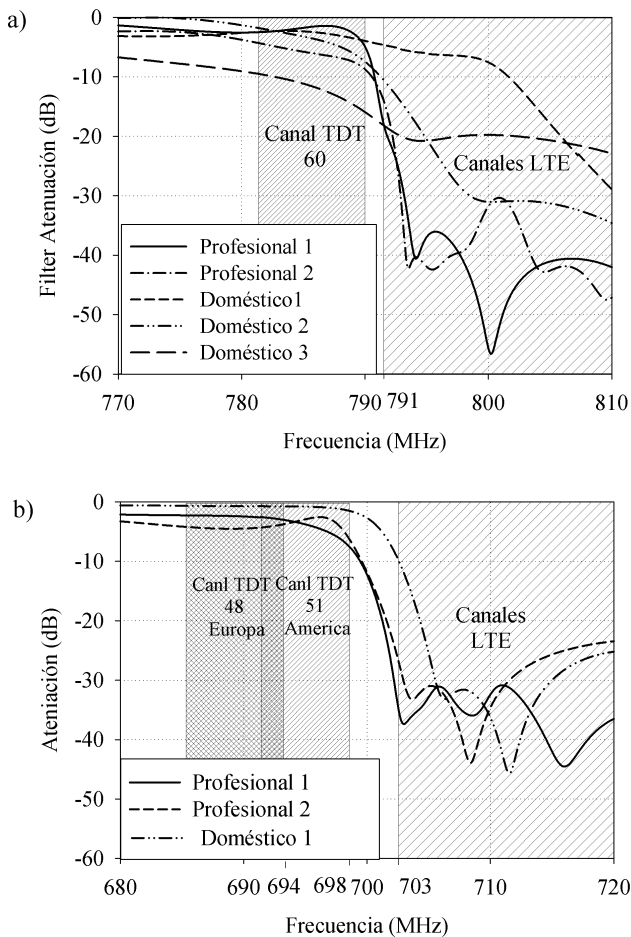 a)
0
-10
-20
-30
-40
-50
-60
Filter Atenuación (dB)
Canal TDT
60
Canales LTE
Profesional 1
Profesional 2
Doméstico1
Doméstico 2
Doméstico 3
770
780
790
791
800
810
Frecuencia (MHz)
b)
0
-10
-20
-30
-40
-50
-60
Ateniación (dB)
Canl TDT
48
Europa
Canl TDT
51
America
Canales
LTE
Profesional 1
Profesional 2
Doméstico 1
680
690
694
698
700
703
710
720
Frecuencia (MHz)